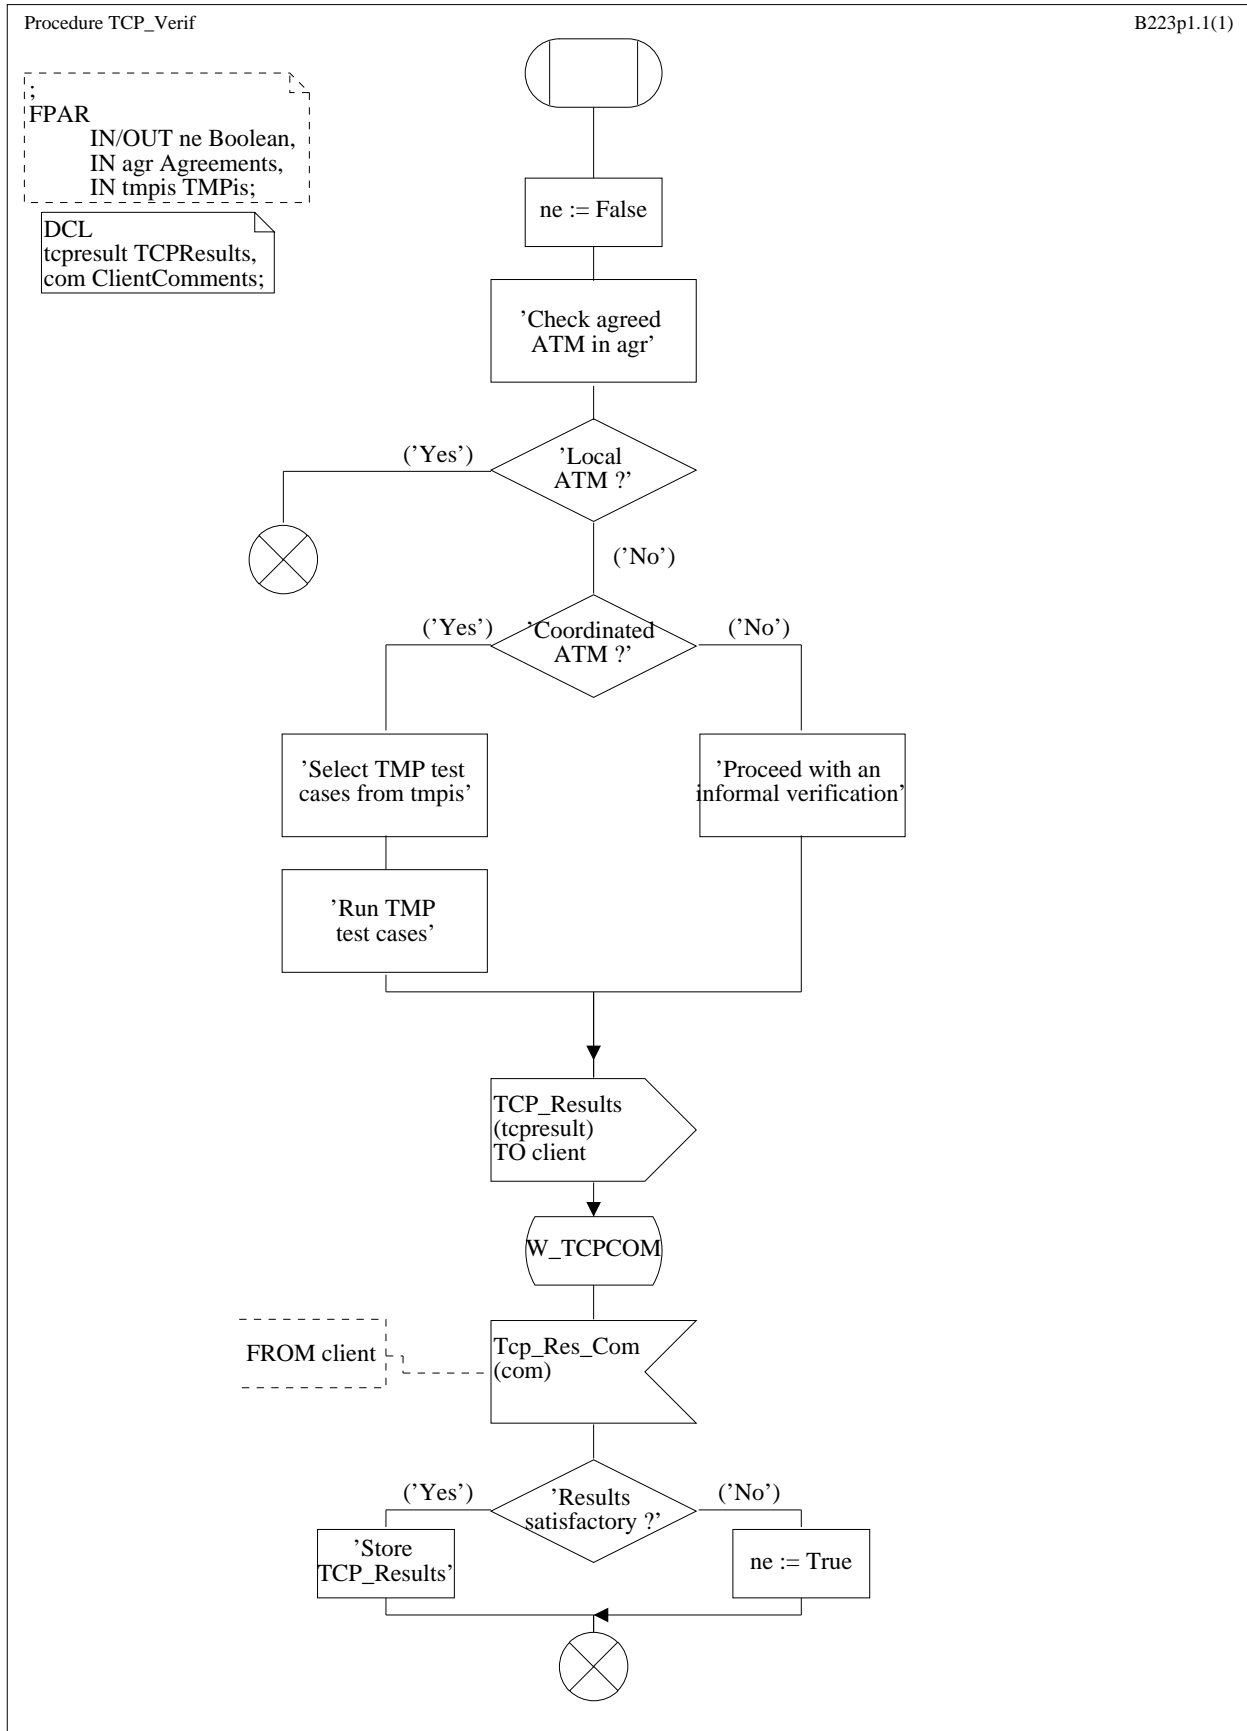 Procedure TCP_Verif
B223p1.1(1)
;
FPAR
IN/OUT ne Boolean,
IN agr Agreements,
IN tmpis TMPis;
DCL
tcpresult TCPResults,
com ClientComments;
ne := False
’Check agreed
ATM in agr’
(’Yes’)
’Local
ATM ?’
(’No’)
(’Yes’)
’Coordinated
ATM ?’
(’No’)
’Select TMP test
cases from tmpis’
’Proceed with an
informal verification’
’Run TMP
test cases’
TCP_Results
(tcpresult)
TO client
W_TCPCOM
FROM client
Tcp_Res_Com
(com)
(’Yes’)
’Results
satisfactory ?’
(’No’)
’Store
TCP_Results’
ne := True